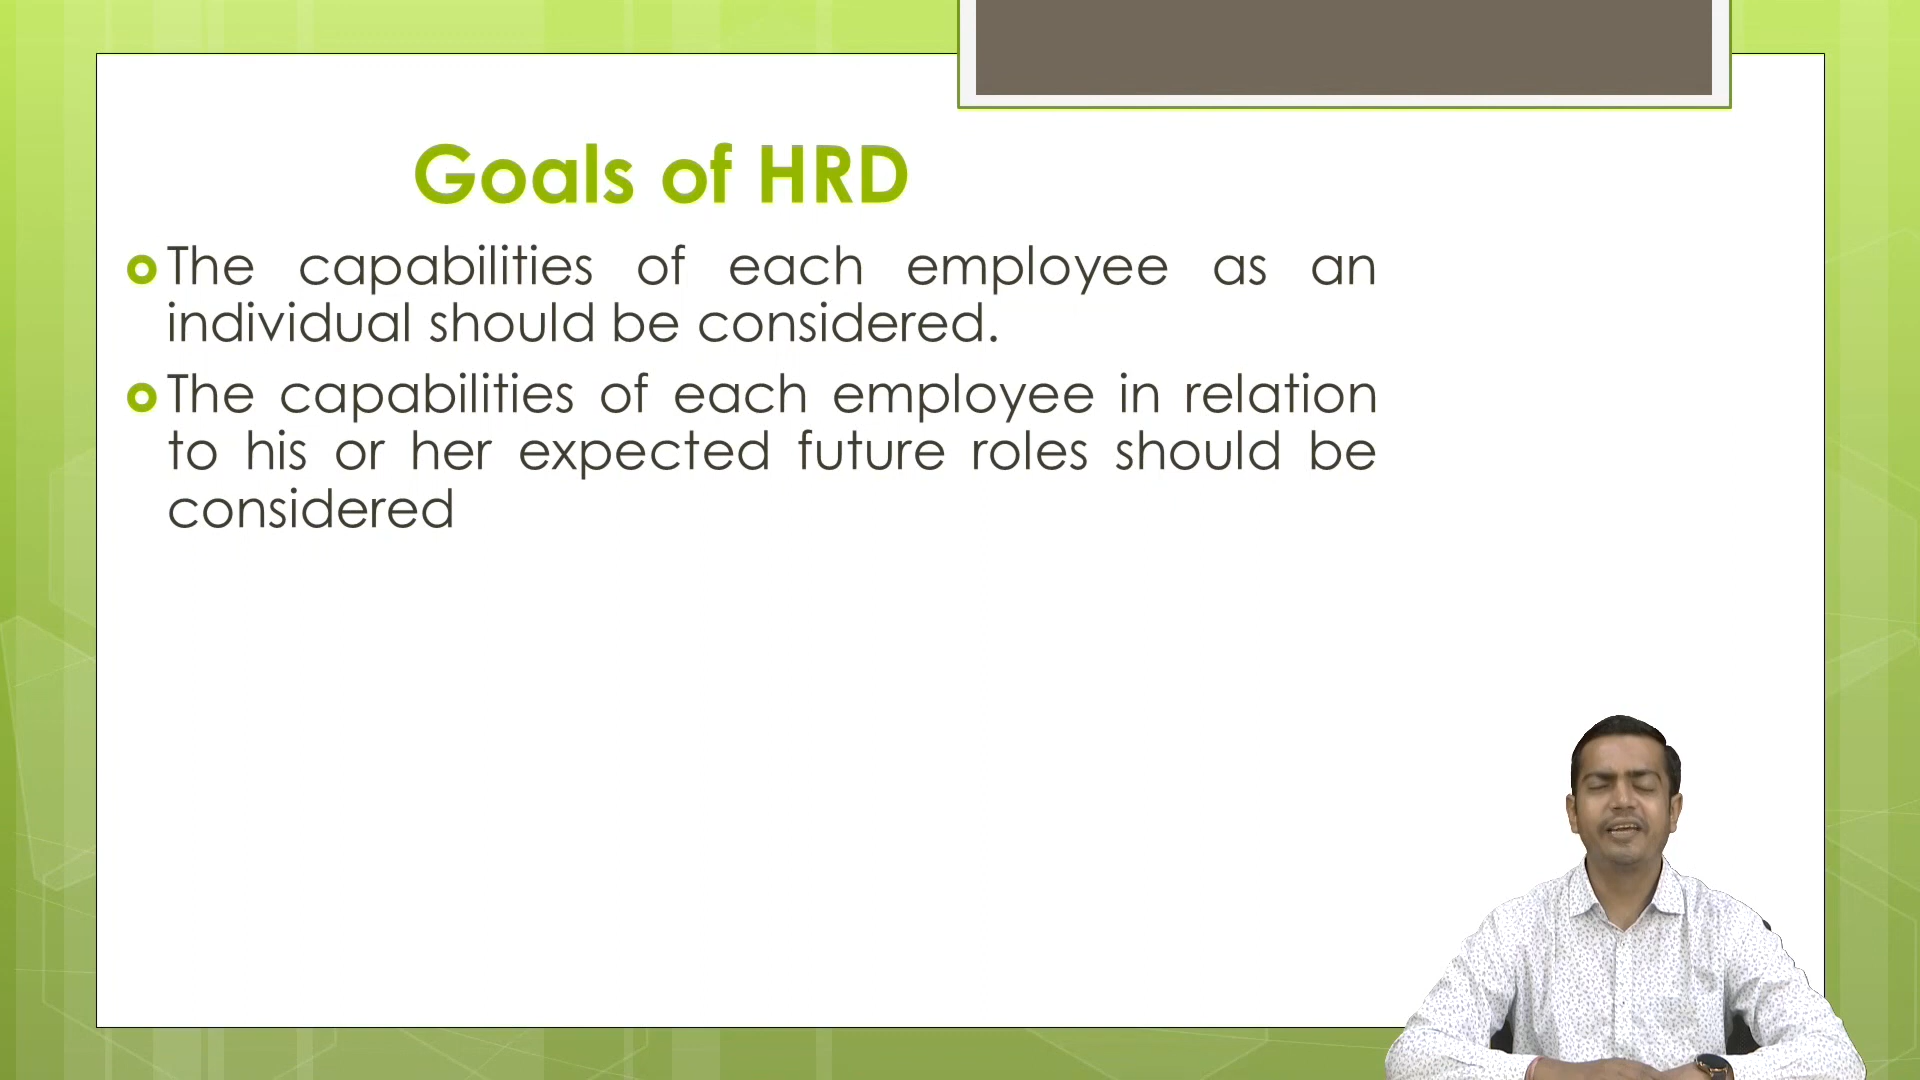 Goals of HRD
The capabilities of each employee as an
individual should be considered.
The capabilities of each employee in relation
to his or her expected future roles should be
considered